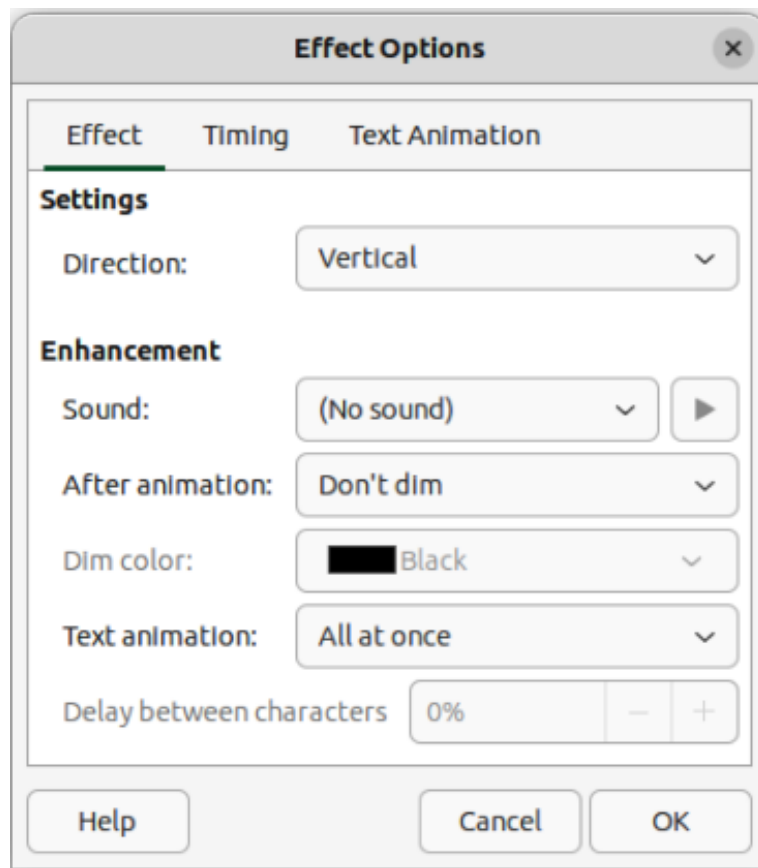 Effect Options
Effect Timing Text Animation
Settings
Direction: Vertical
Enhancement
Sound: (No sound)
After animation: Don't dim
Dim color: Black
Text animation: All at once
Delay between characters 0%
Help Cancel OK